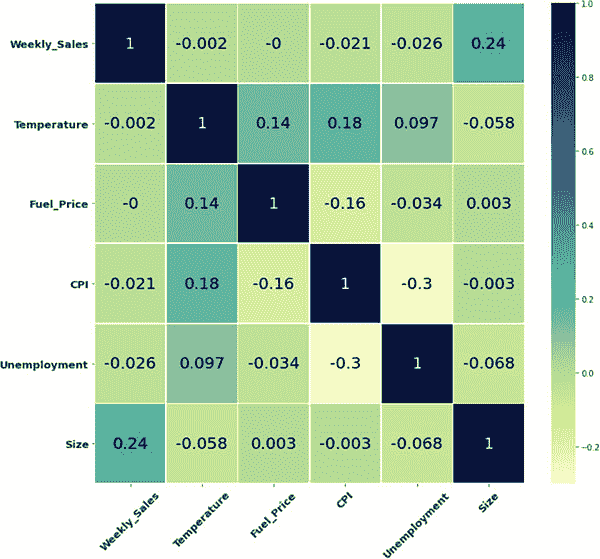 Weekly_Sales 1 -0.002 -0 -0.021 -0.026 0.24
Temperature -0.002 1 0.14 0.18 0.097 -0.058
Fuel_Price -0 0.14 1 -0.16 -0.034 0.003
CPI -0.021 0.18 -0.16 1 -0.3 -0.003
Unemployment -0.026 0.097 -0.034 -0.3 1 -0.068
Size 0.24 -0.058 0.003 -0.003 -0.068 1
Weekly_Sales Temperature Fuel_Price CPI Unemployment Size
1.0
0.8
0.6
0.4
0.2
0.0
−0.2